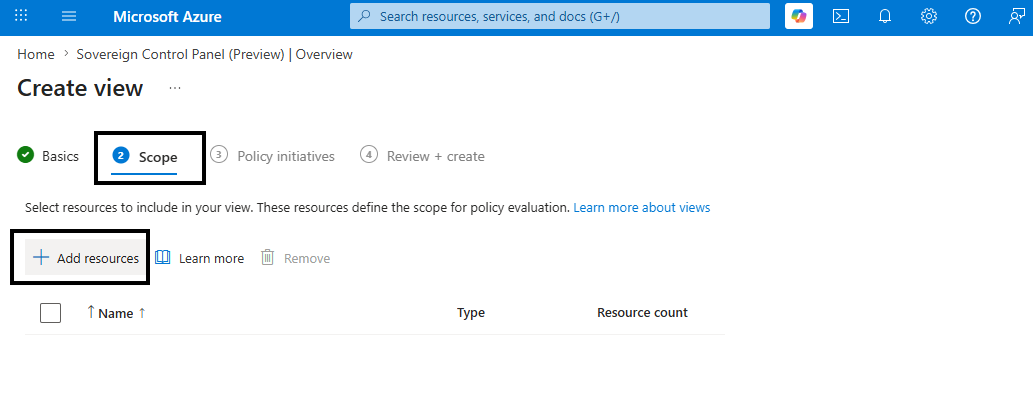 Microsoft Azure
Search resources, services, and docs (G+/)
Home > Sovereign Control Panel (Preview) | Overview
Create view ...
Basics 2 Scope 3 Policy initiatives 4 Review + create
Select resources to include in your view. These resources define the scope for policy evaluation. Learn more about views
+ Add resources Learn more Remove
↑ Name ↑ Type Resource count